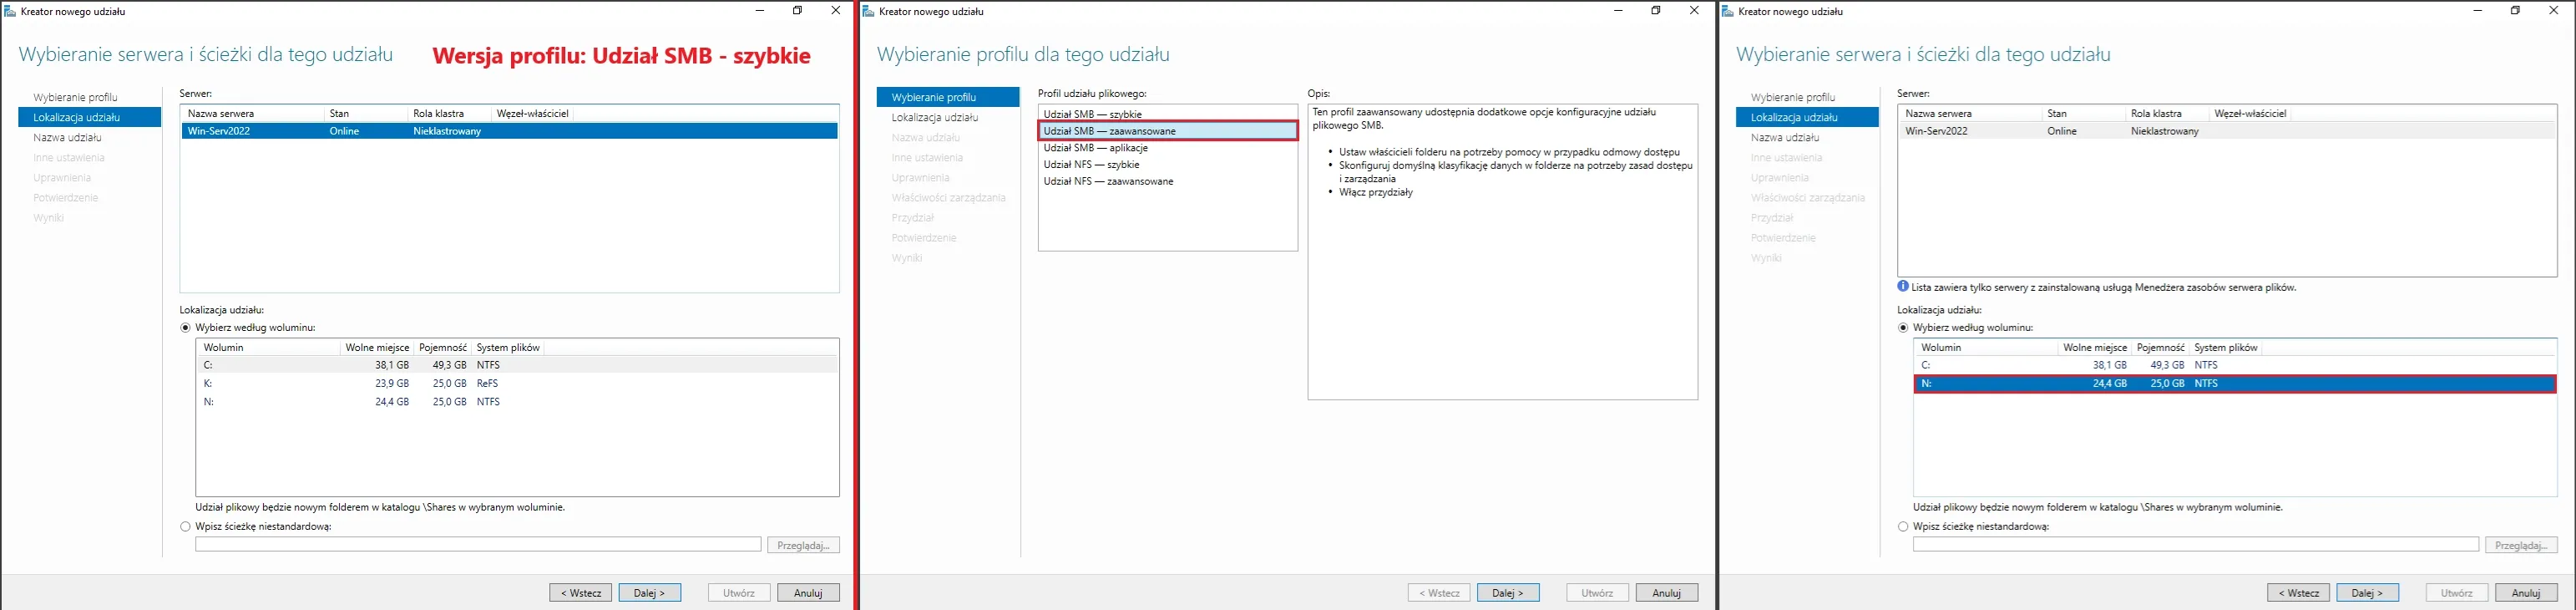 Kreator nowego udziału
Wybieranie serwera i ścieżki dla tego udziału
Wersja profilu: Udział SMB - szybkie
Wybieranie profilu
Lokalizacja udziału
Nazwa udziału
Inne ustawienia
Uprawnienia
Potwierdzenie
Wyniki
Serwer:
Nazwa serwera Stan Rola klastra Węzeł-właściciel
Win-Serv2022 Online Nieklastrowany
Lokalizacja udziału:
Wybierz według woluminu:
Wolumin Wolne miejsce Pojemność System plików
C: 38,1 GB 49,3 GB NTFS
K: 23,9 GB 25,0 GB ReFS
N: 24,4 GB 25,0 GB NTFS
Udział plikowy będzie nowym folderem w katalogu \Shares w wybranym woluminie.
Wpisz ścieżkę niestandardową:
Przeglądaj...
< Wstecz Dalej > Utwórz Anuluj
Kreator nowego udziału
Wybieranie profilu dla tego udziału
Wybieranie profilu
Lokalizacja udziału
Nazwa udziału
Inne ustawienia
Uprawnienia
Właściwości zarządzania
Przydział
Potwierdzenie
Wyniki
Profil udziału plikowego:
Udział SMB — szybkie
Udział SMB — zaawansowane
Udział SMB — aplikacje
Udział NFS — szybkie
Udział NFS — zaawansowane
Opis:
Ten profil zaawansowany udostępnia dodatkowe opcje konfiguracyjne udziału
plikowego SMB.
• Ustaw właścicieli folderu na potrzeby pomocy w przypadku odmowy dostępu
• Skonfiguruj domyślną klasyfikację danych w folderze na potrzeby zasad dostępu
i zarządzania
• Włącz przydziały
< Wstecz Dalej > Utwórz Anuluj
Kreator nowego udziału
Wybieranie serwera i ścieżki dla tego udziału
Wybieranie profilu
Lokalizacja udziału
Nazwa udziału
Inne ustawienia
Uprawnienia
Właściwości zarządzania
Przydział
Potwierdzenie
Wyniki
Serwer:
Nazwa serwera Stan Rola klastra Węzeł-właściciel
Win-Serv2022 Online Nieklastrowany
Lista zawiera tylko serwery z zainstalowaną usługą Menedżera zasobów serwera plików.
Lokalizacja udziału:
Wybierz według woluminu:
Wolumin Wolne miejsce Pojemność System plików
C: 38,1 GB 49,3 GB NTFS
N: 24,4 GB 25,0 GB NTFS
Udział plikowy będzie nowym folderem w katalogu \Shares w wybranym woluminie.
Wpisz ścieżkę niestandardową:
Przeglądaj...
< Wstecz Dalej > Utwórz Anuluj